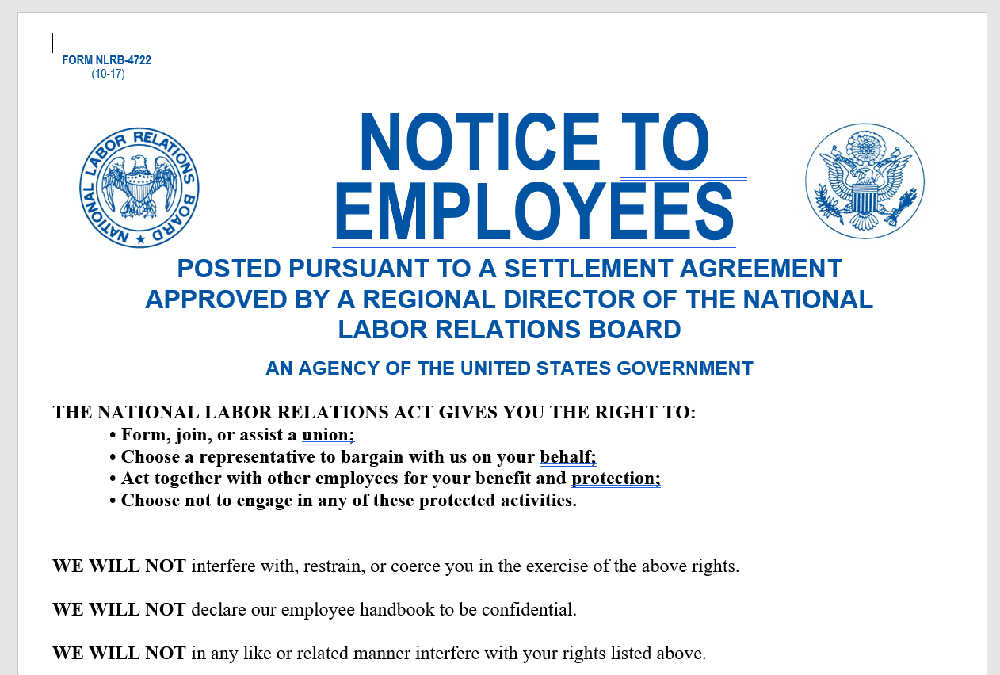 FORM NLRB-4722
(10-17)
NATIONAL LABOR RELATIONS BOARD ★
NOTICE TO
EMPLOYEES
POSTED PURSUANT TO A SETTLEMENT AGREEMENT
APPROVED BY A REGIONAL DIRECTOR OF THE NATIONAL
LABOR RELATIONS BOARD
AN AGENCY OF THE UNITED STATES GOVERNMENT
THE NATIONAL LABOR RELATIONS ACT GIVES YOU THE RIGHT TO:
• Form, join, or assist a union;
• Choose a representative to bargain with us on your behalf;
• Act together with other employees for your benefit and protection;
• Choose not to engage in any of these protected activities.
WE WILL NOT interfere with, restrain, or coerce you in the exercise of the above rights.
WE WILL NOT declare our employee handbook to be confidential.
WE WILL NOT in any like or related manner interfere with your rights listed above.